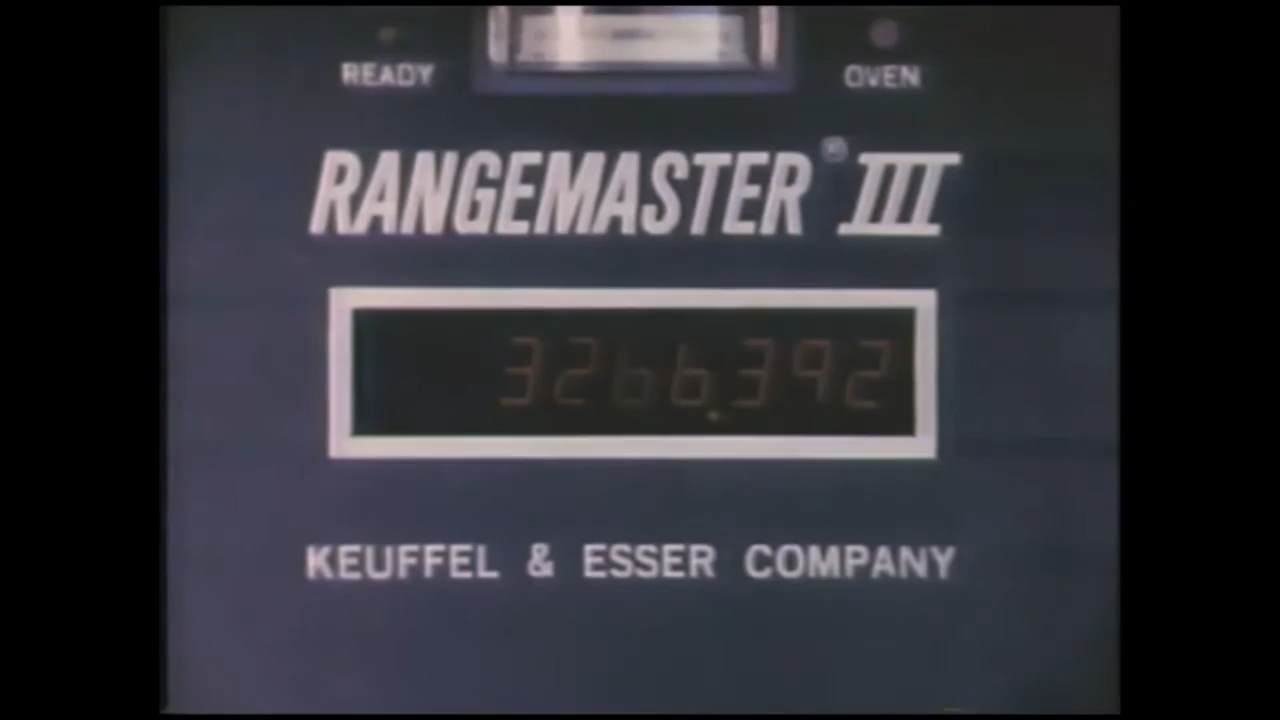 READY OVEN
RANGEMASTER® III
3266.392
KEUFFEL & ESSER COMPANY